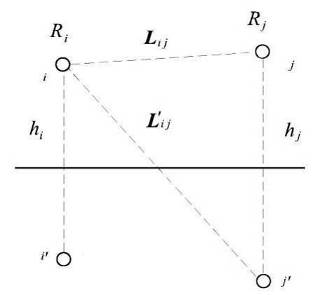 R_i
R_j
L_ij
i
j
h_i
L'_ij
h_j
i'
j'